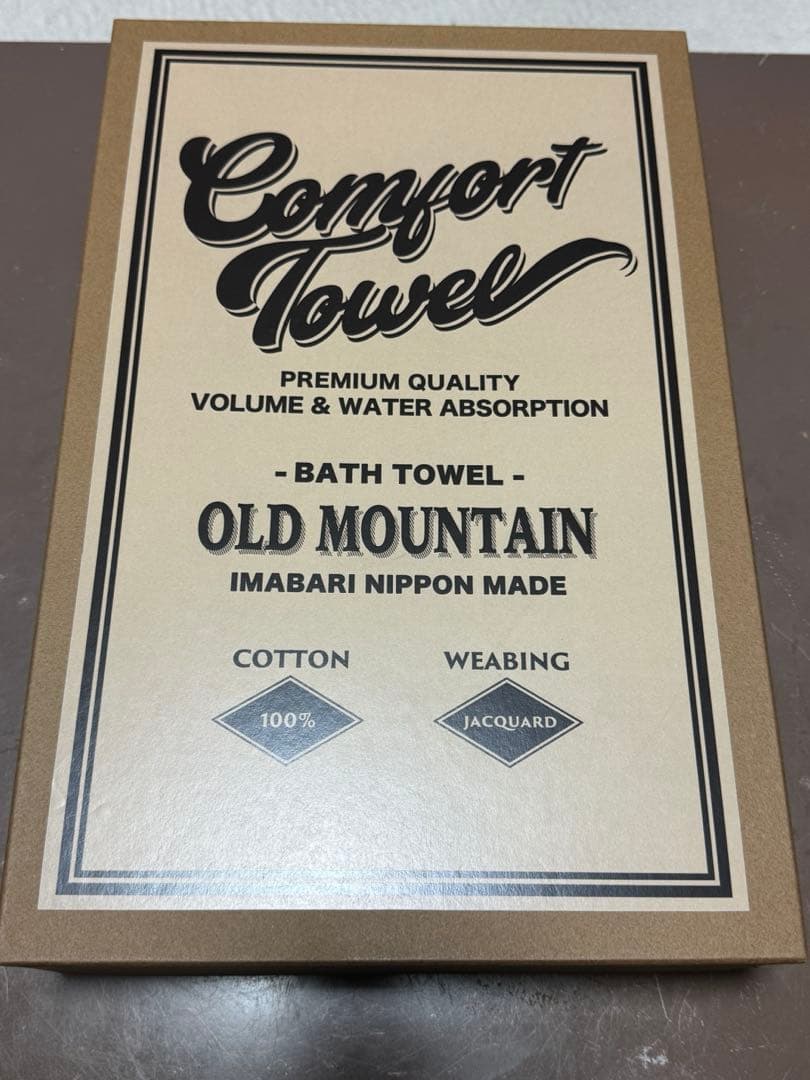 Comfort
Towel
PREMIUM QUALITY
VOLUME & WATER ABSORPTION
- BATH TOWEL -
OLD MOUNTAIN
IMABARI NIPPON MADE
COTTON WEABING
100% JACQUARD